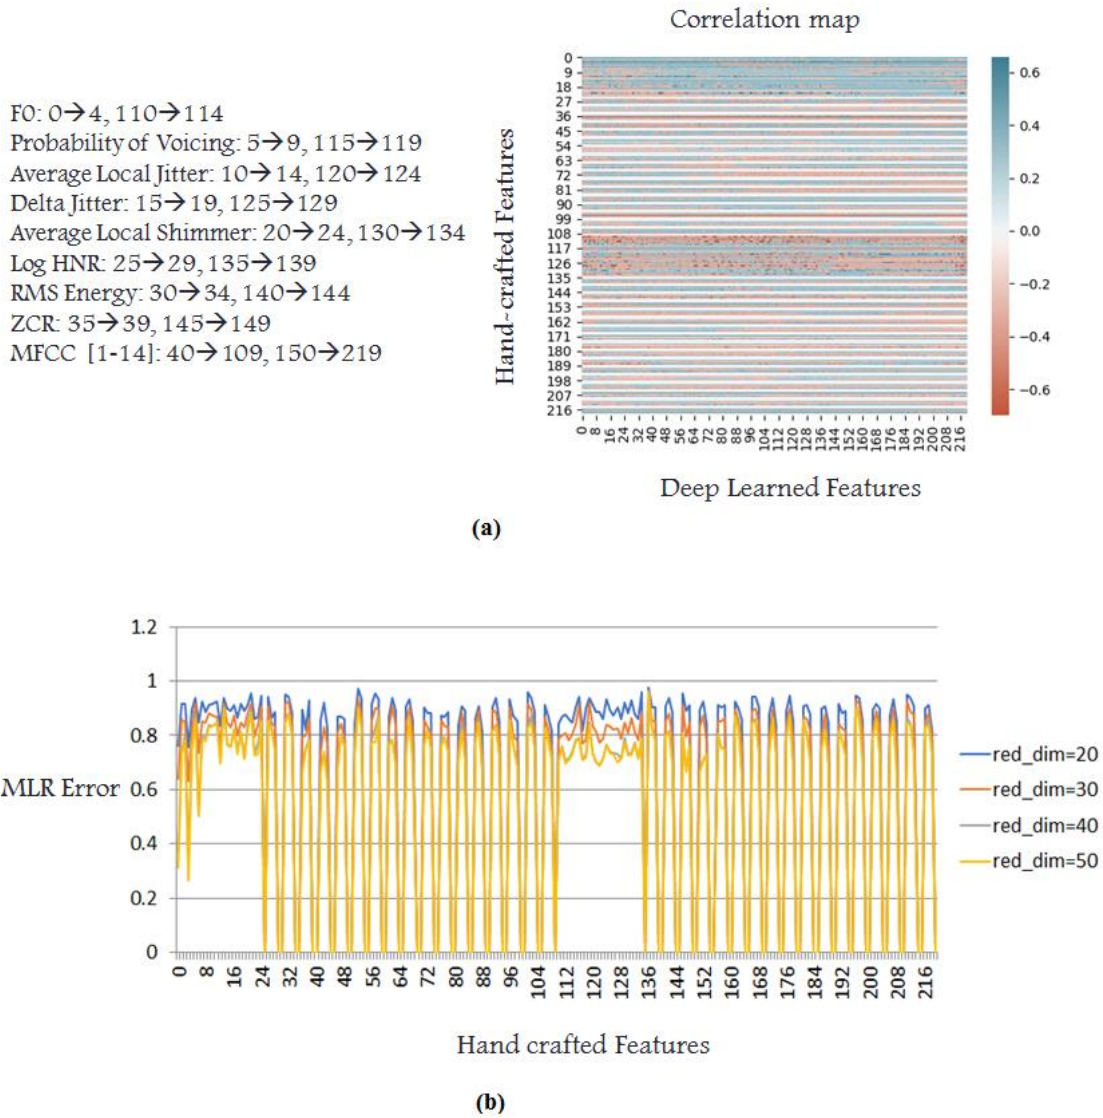 Correlation map
F0: 0→4, 110→114
Probability of Voicing: 5→9, 115→119
Average Local Jitter: 10→14, 120→124
Delta Jitter: 15→19, 125→129
Average Local Shimmer: 20→24, 130→134
Log HNR: 25→29, 135→139
RMS Energy: 30→34, 140→144
ZCR: 35→39, 145→149
MFCC [1-14]: 40→109, 150→219
Hand-crafted Features
0
9
18
27
36
45
54
63
72
81
90
99
108
117
126
135
144
153
162
171
180
189
198
207
216
0 8 16 24 32 40 48 56 64 72 80 88 96 104 112 120 128 136 144 152 160 168 176 184 192 200 208 216
0.6
0.4
0.2
0.0
−0.2
−0.4
−0.6
Deep Learned Features
(a)
MLR Error
1.2
1
0.8
0.6
0.4
0.2
0
0 8 16 24 32 40 48 56 64 72 80 88 96 104 112 120 128 136 144 152 160 168 176 184 192 200 208 216
red_dim=20
red_dim=30
red_dim=40
red_dim=50
Hand crafted Features
(b)